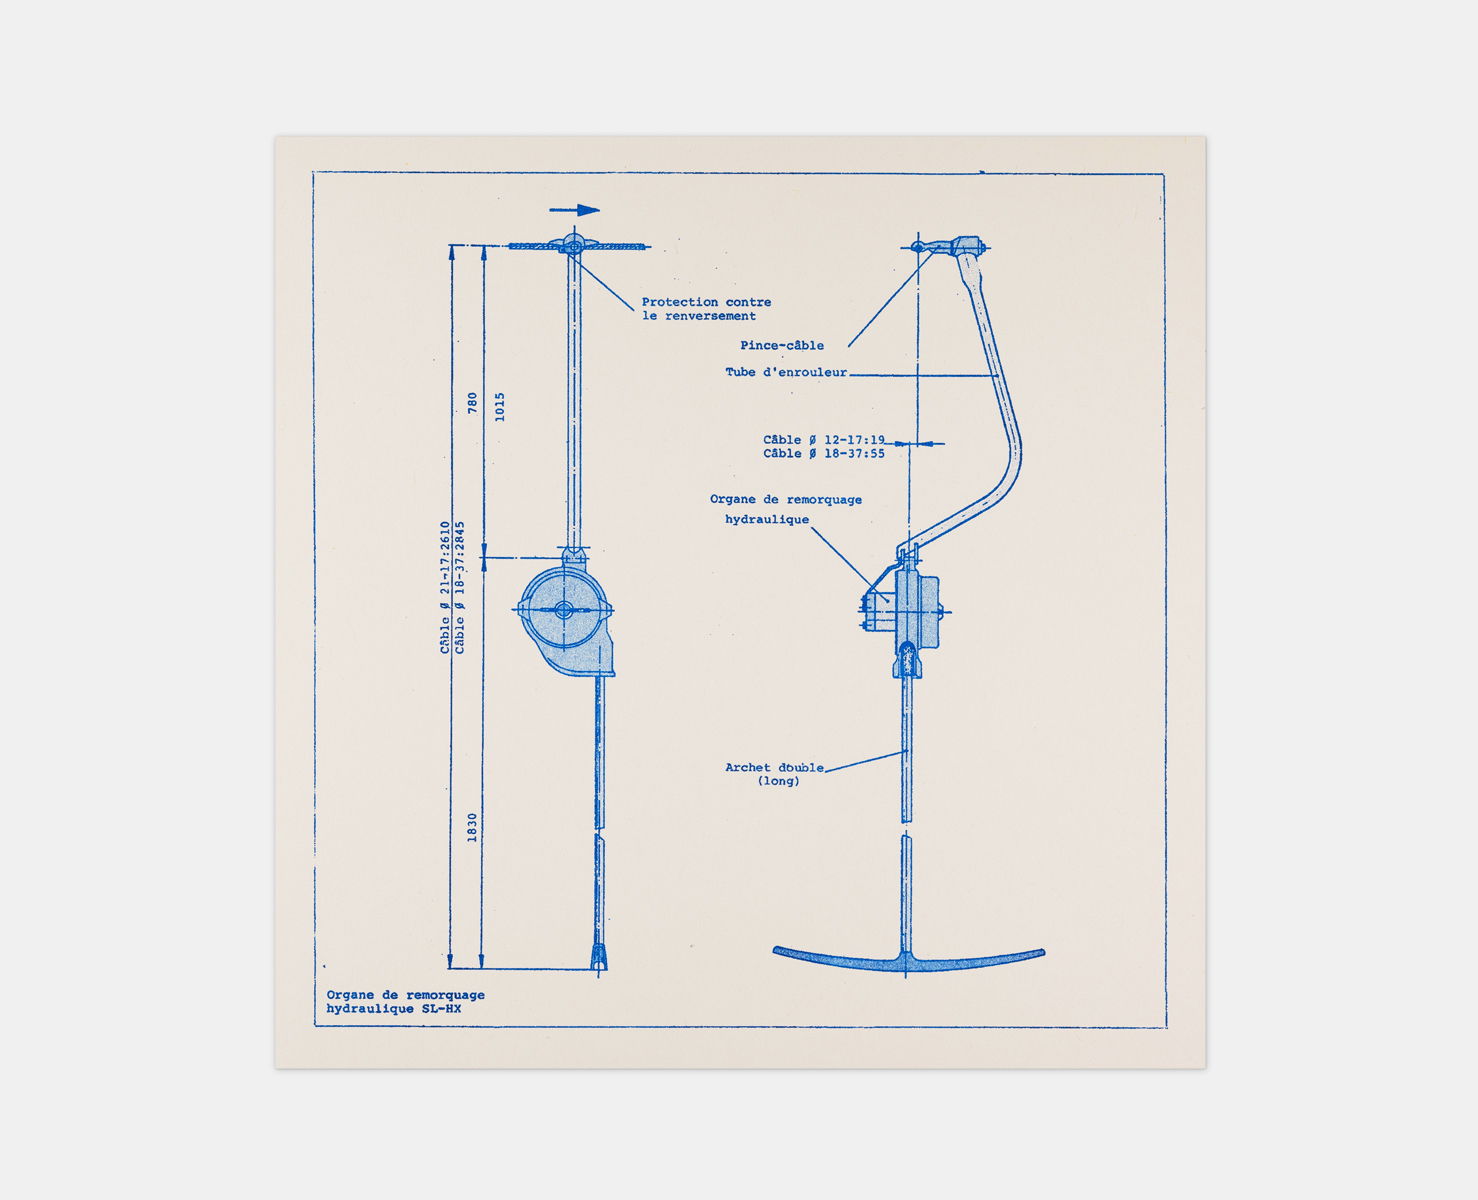 Protection contre
le renversement
Pince-câble
Tube d'enrouleur
780
1015
Câble Ø 12-17:19
Câble Ø 18-37:55
Organe de remorquage
hydraulique
Câble Ø 21-17:2610
Câble Ø 18-37:2845
Archet double
(long)
1830
Organe de remorquage
hydraulique SL-HX